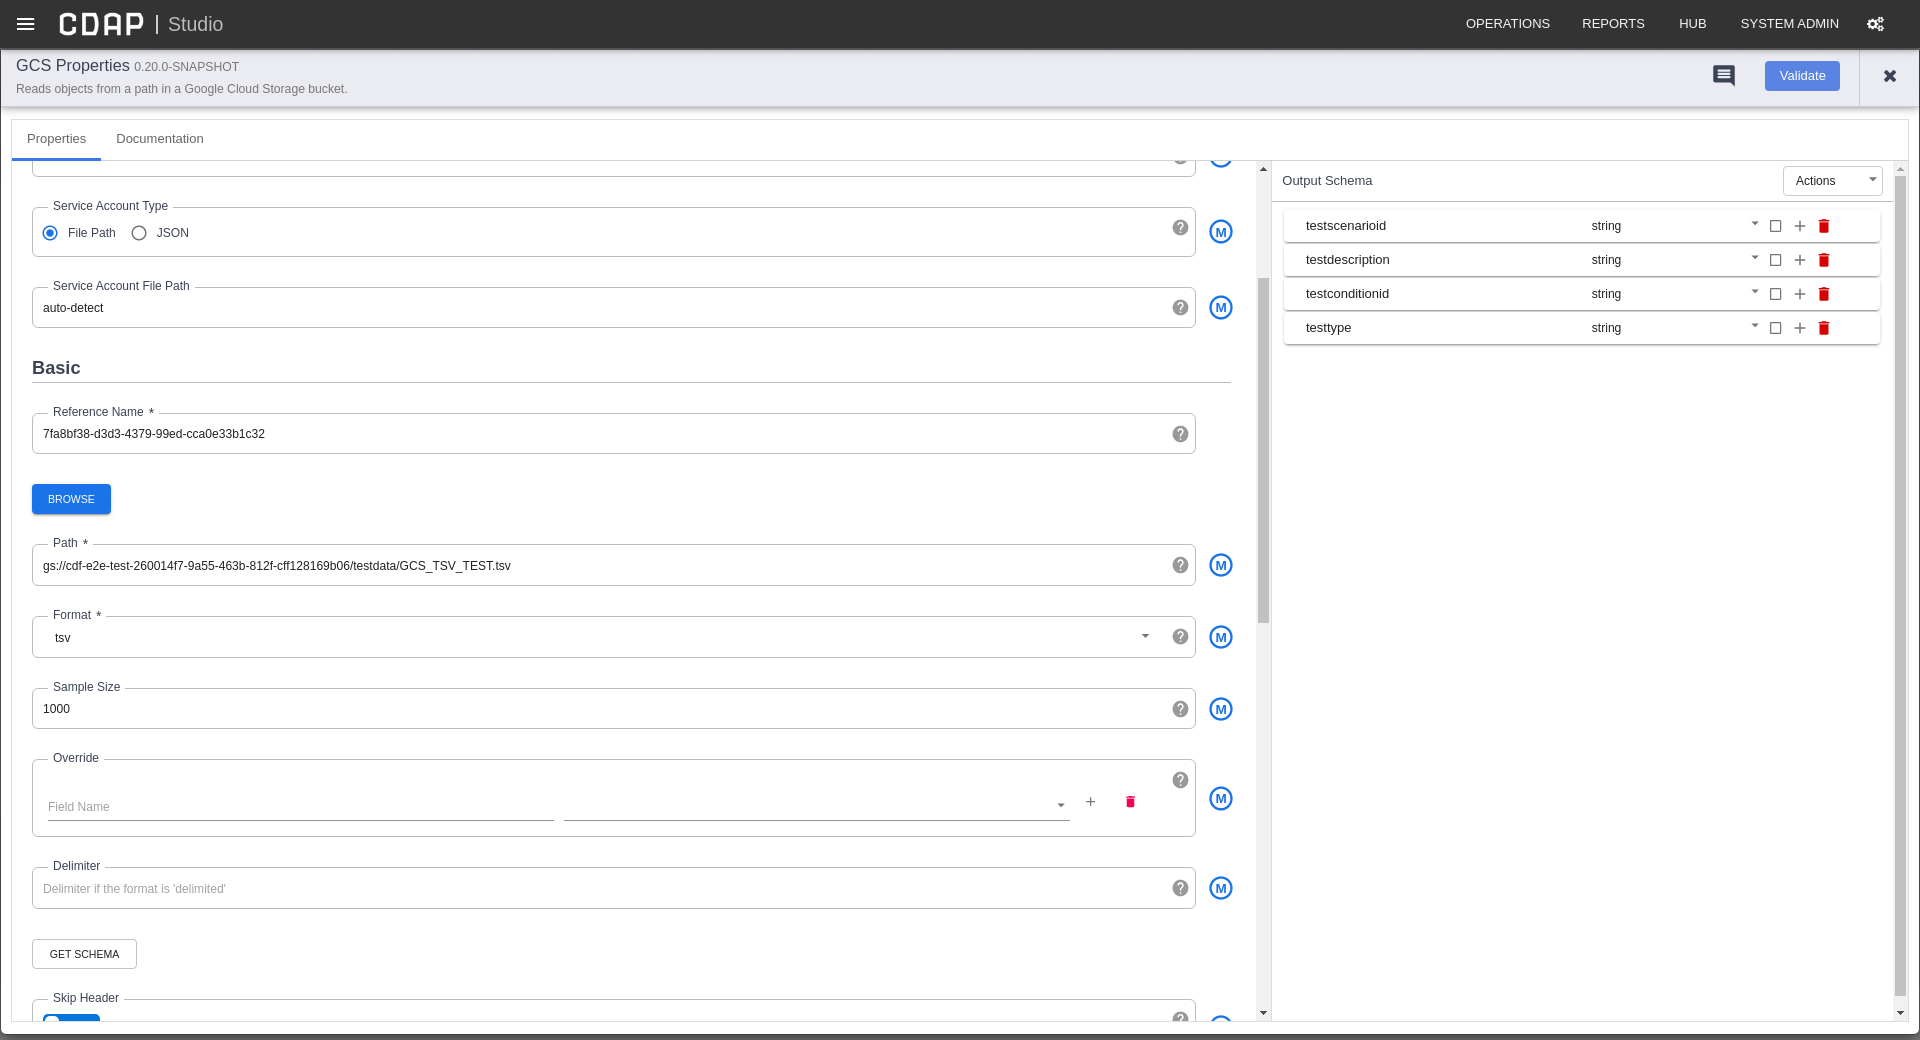 CDAP | Studio
OPERATIONS REPORTS HUB SYSTEM ADMIN
GCS Properties 0.20.0-SNAPSHOT
Reads objects from a path in a Google Cloud Storage bucket.
Validate
Properties Documentation
Service Account Type
File Path JSON
M
Service Account File Path
auto-detect
M
Basic
Reference Name *
7fa8bf38-d3d3-4379-99ed-cca0e33b1c32
BROWSE
Path *
gs://cdf-e2e-test-260014f7-9a55-463b-812f-cff128169b06/testdata/GCS_TSV_TEST.tsv
M
Format *
tsv
M
Sample Size
1000
M
Override
Field Name
M
Delimiter
Delimiter if the format is 'delimited'
M
GET SCHEMA
Skip Header
Output Schema
Actions
testscenarioid string
testdescription string
testconditionid string
testtype string